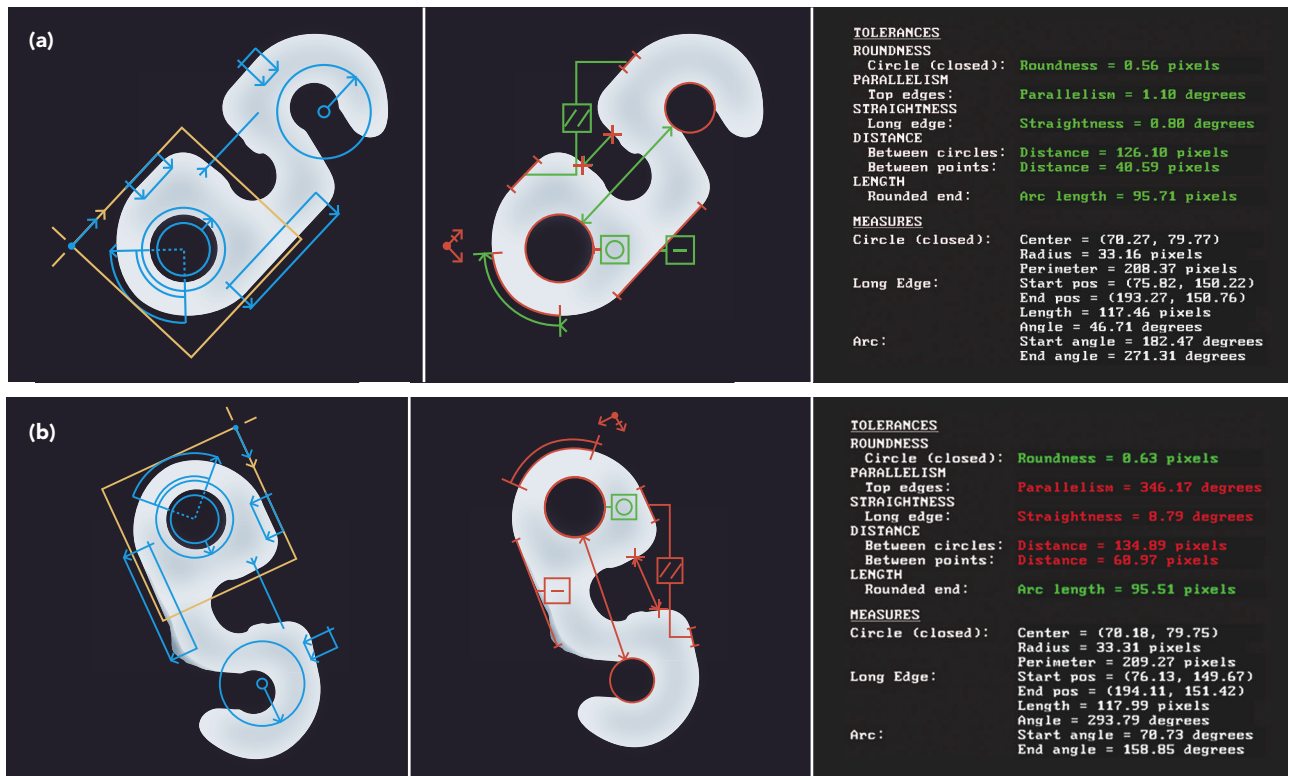 (a)
TOLERANCES
ROUNDNESS
Circle (closed): Roundness = 0.56 pixels
PARALLELISM
Top edges: Parallelism = 1.10 degrees
STRAIGHTNESS
Long edge: Straightness = 0.80 degrees
DISTANCE
Between circles: Distance = 126.10 pixels
Between points: Distance = 40.59 pixels
LENGTH
Rounded end: Arc length = 95.71 pixels
MEASURES
Circle (closed): Center = (70.27, 79.77)
Radius = 33.16 pixels
Perimeter = 208.37 pixels
Long Edge: Start pos = (75.82, 150.22)
End pos = (193.27, 150.76)
Length = 117.46 pixels
Angle = 46.71 degrees
Arc: Start angle = 182.47 degrees
End angle = 271.31 degrees
(b)
TOLERANCES
ROUNDNESS
Circle (closed): Roundness = 0.63 pixels
PARALLELISM
Top edges: Parallelism = 346.17 degrees
STRAIGHTNESS
Long edge: Straightness = 8.79 degrees
DISTANCE
Between circles: Distance = 134.89 pixels
Between points: Distance = 60.97 pixels
LENGTH
Rounded end: Arc length = 95.51 pixels
MEASURES
Circle (closed): Center = (70.18, 79.75)
Radius = 33.31 pixels
Perimeter = 209.27 pixels
Long Edge: Start pos = (76.13, 149.67)
End pos = (194.11, 151.42)
Length = 117.99 pixels
Angle = 293.79 degrees
Arc: Start angle = 70.73 degrees
End angle = 158.85 degrees